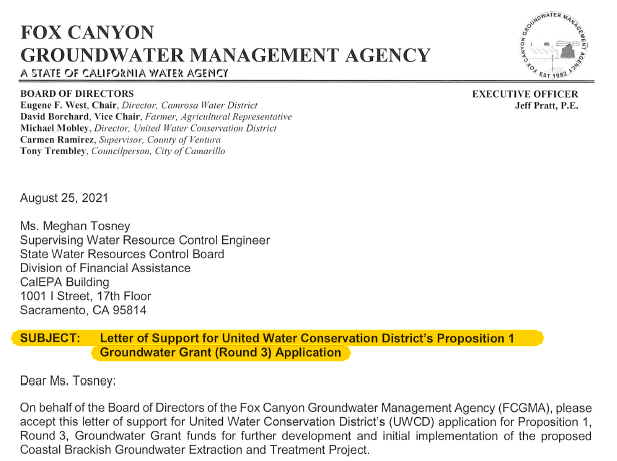 FOX CANYON
GROUNDWATER MANAGEMENT AGENCY
A STATE OF CALIFORNIA WATER AGENCY
FOX CANYON GROUNDWATER MANAGEMENT AGENCY
EST 1982
BOARD OF DIRECTORS
Eugene F. West, Chair, Director, Camrosa Water District
David Borchard, Vice Chair, Farmer, Agricultural Representative
Michael Mobley, Director, United Water Conservation District
Carmen Ramirez, Supervisor, County of Ventura
Tony Trembley, Councilperson, City of Camarillo
EXECUTIVE OFFICER
Jeff Pratt, P.E.
August 25, 2021
Ms. Meghan Tosney
Supervising Water Resource Control Engineer
State Water Resources Control Board
Division of Financial Assistance
CalEPA Building
1001 I Street, 17th Floor
Sacramento, CA 95814
SUBJECT: Letter of Support for United Water Conservation District's Proposition 1
Groundwater Grant (Round 3) Application
Dear Ms. Tosney:
On behalf of the Board of Directors of the Fox Canyon Groundwater Management Agency (FCGMA), please
accept this letter of support for United Water Conservation District's (UWCD) application for Proposition 1,
Round 3, Groundwater Grant funds for further development and initial implementation of the proposed
Coastal Brackish Groundwater Extraction and Treatment Project.